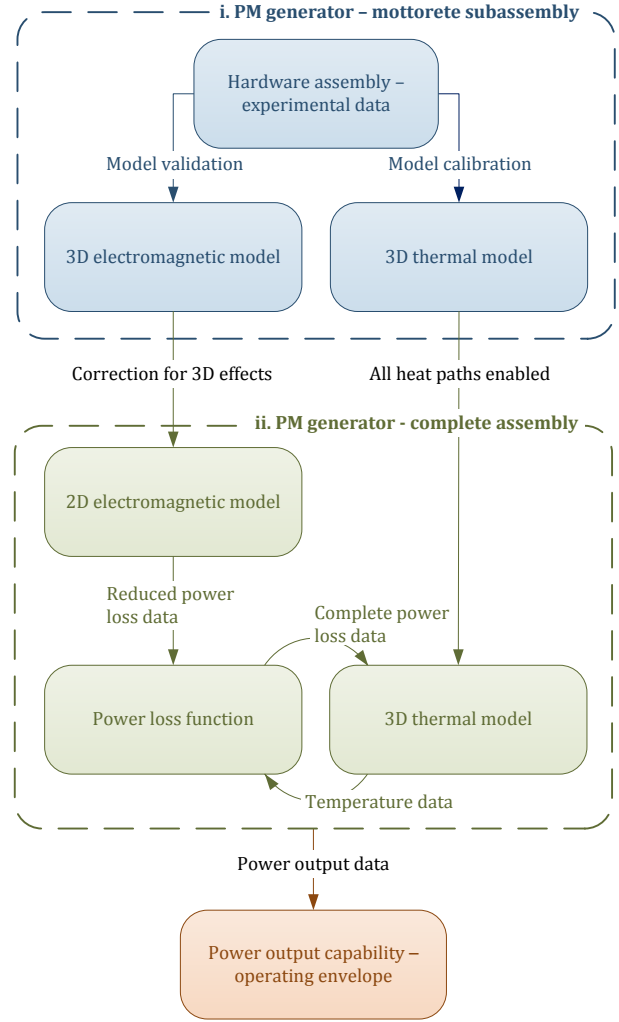 i. PM generator – mottorete subassembly
Hardware assembly –
experimental data
Model validation
Model calibration
3D electromagnetic model
3D thermal model
Correction for 3D effects
All heat paths enabled
ii. PM generator - complete assembly
2D electromagnetic model
Reduced power
loss data
Complete power
loss data
Power loss function
3D thermal model
Temperature data
Power output data
Power output capability –
operating envelope